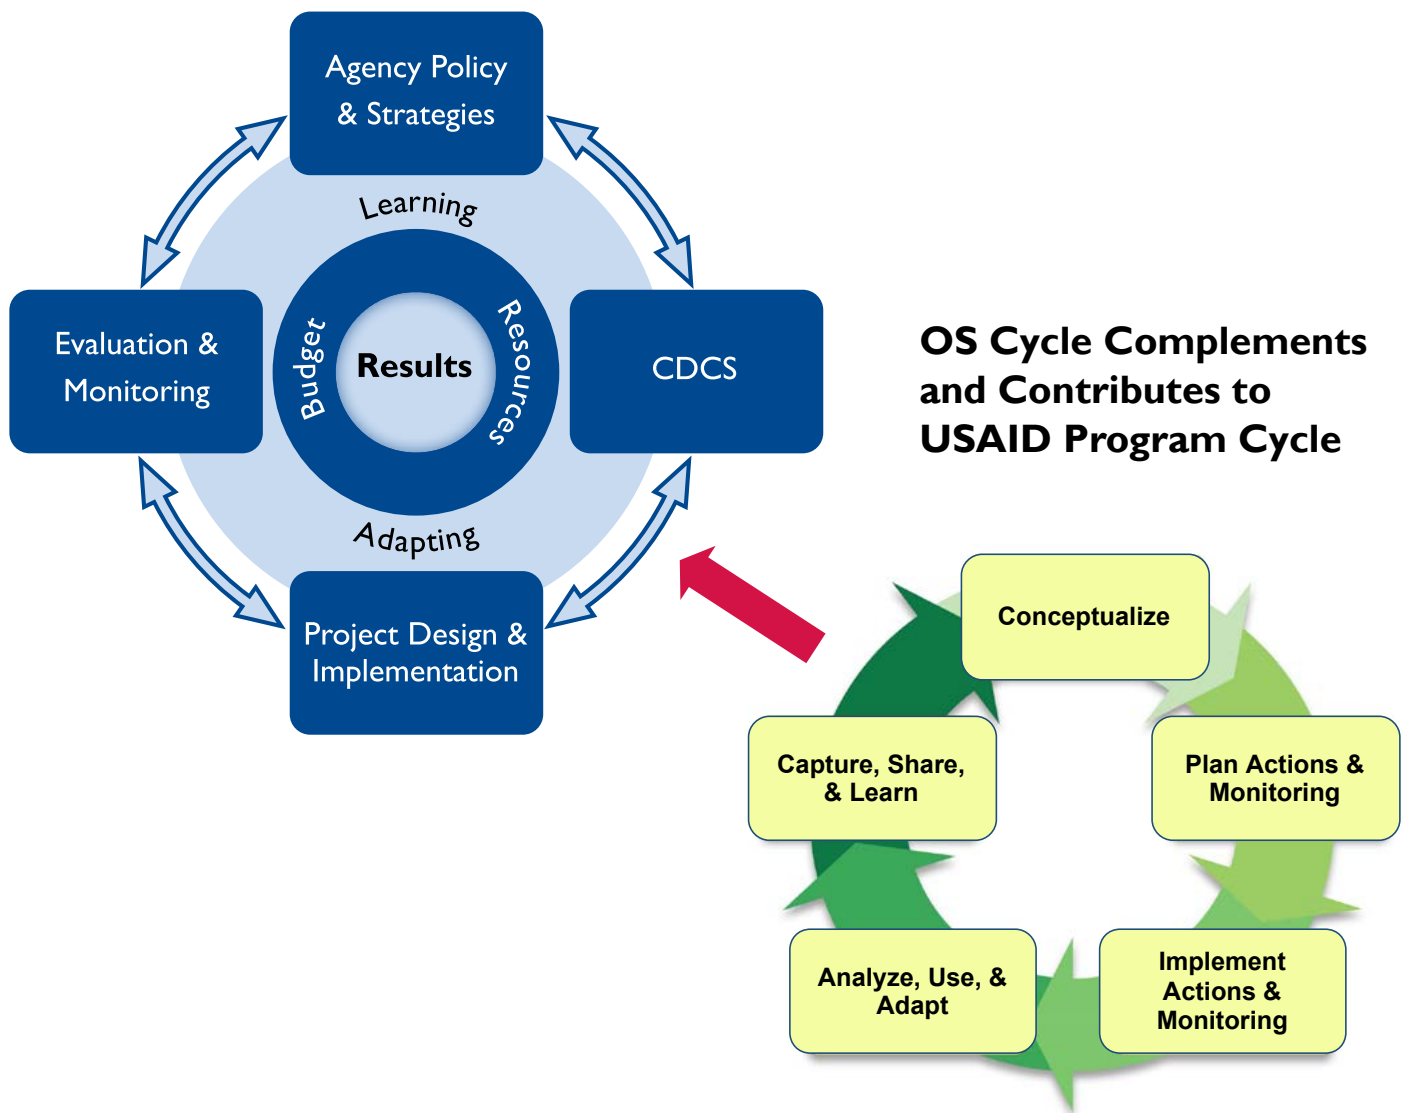 Agency Policy
& Strategies
Learning
Evaluation &
Monitoring
Budget
Results
Resources
CDCS
Adapting
Project Design &
Implementation
OS Cycle Complements
and Contributes to
USAID Program Cycle
Conceptualize
Capture, Share,
& Learn
Plan Actions &
Monitoring
Analyze, Use, &
Adapt
Implement
Actions &
Monitoring